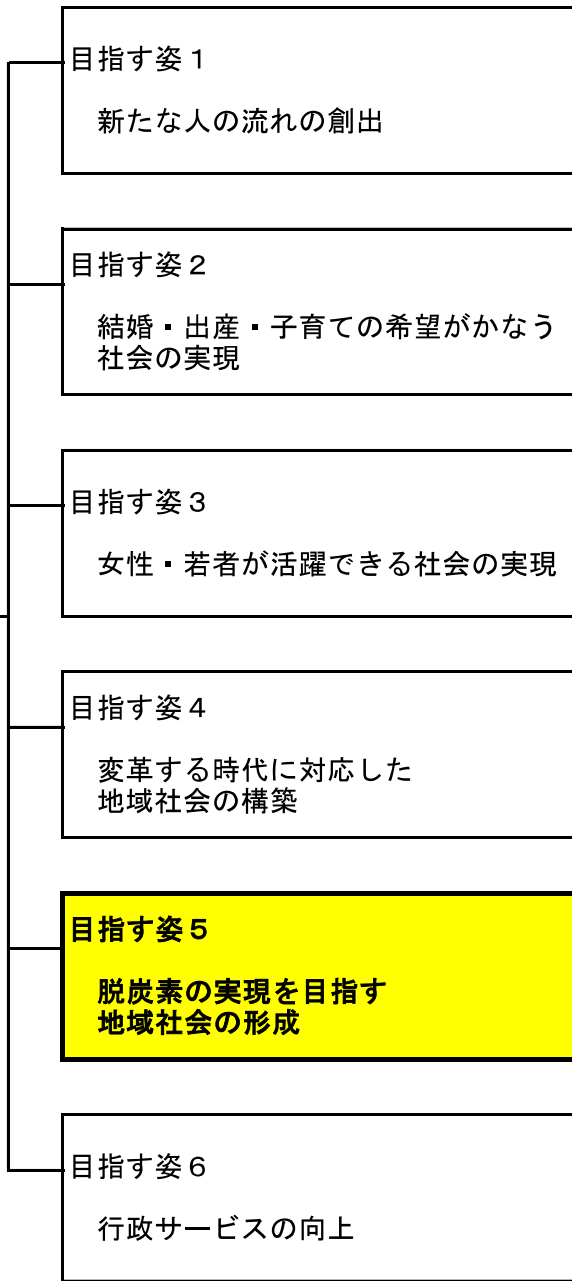 目指す姿１
新たな人の流れの創出
目指す姿２
結婚・出産・子育ての希望がかなう
社会の実現
目指す姿３
女性・若者が活躍できる社会の実現
目指す姿４
変革する時代に対応した
地域社会の構築
目指す姿５
脱炭素の実現を目指す
地域社会の形成
目指す姿６
行政サービスの向上